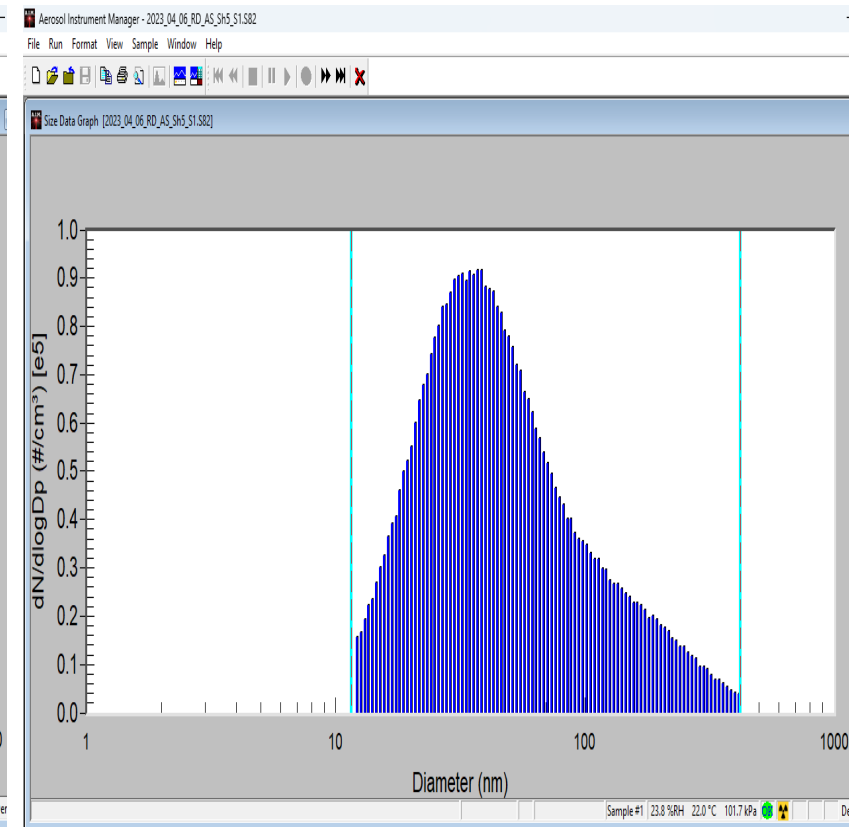 Aerosol Instrument Manager - 2023_04_06_RD_AS_Sh5_S1.S82
File Run Format View Sample Window Help
Size Data Graph [2023_04_06_RD_AS_Sh5_S1.S82]
dN/dlogDp (#/cm³) [e5]
1.0
0.9
0.8
0.7
0.6
0.5
0.4
0.3
0.2
0.1
0.0
1 10 100 1000
Diameter (nm)
Sample #1 23.8 %RH 22.0 °C 101.7 kPa OK